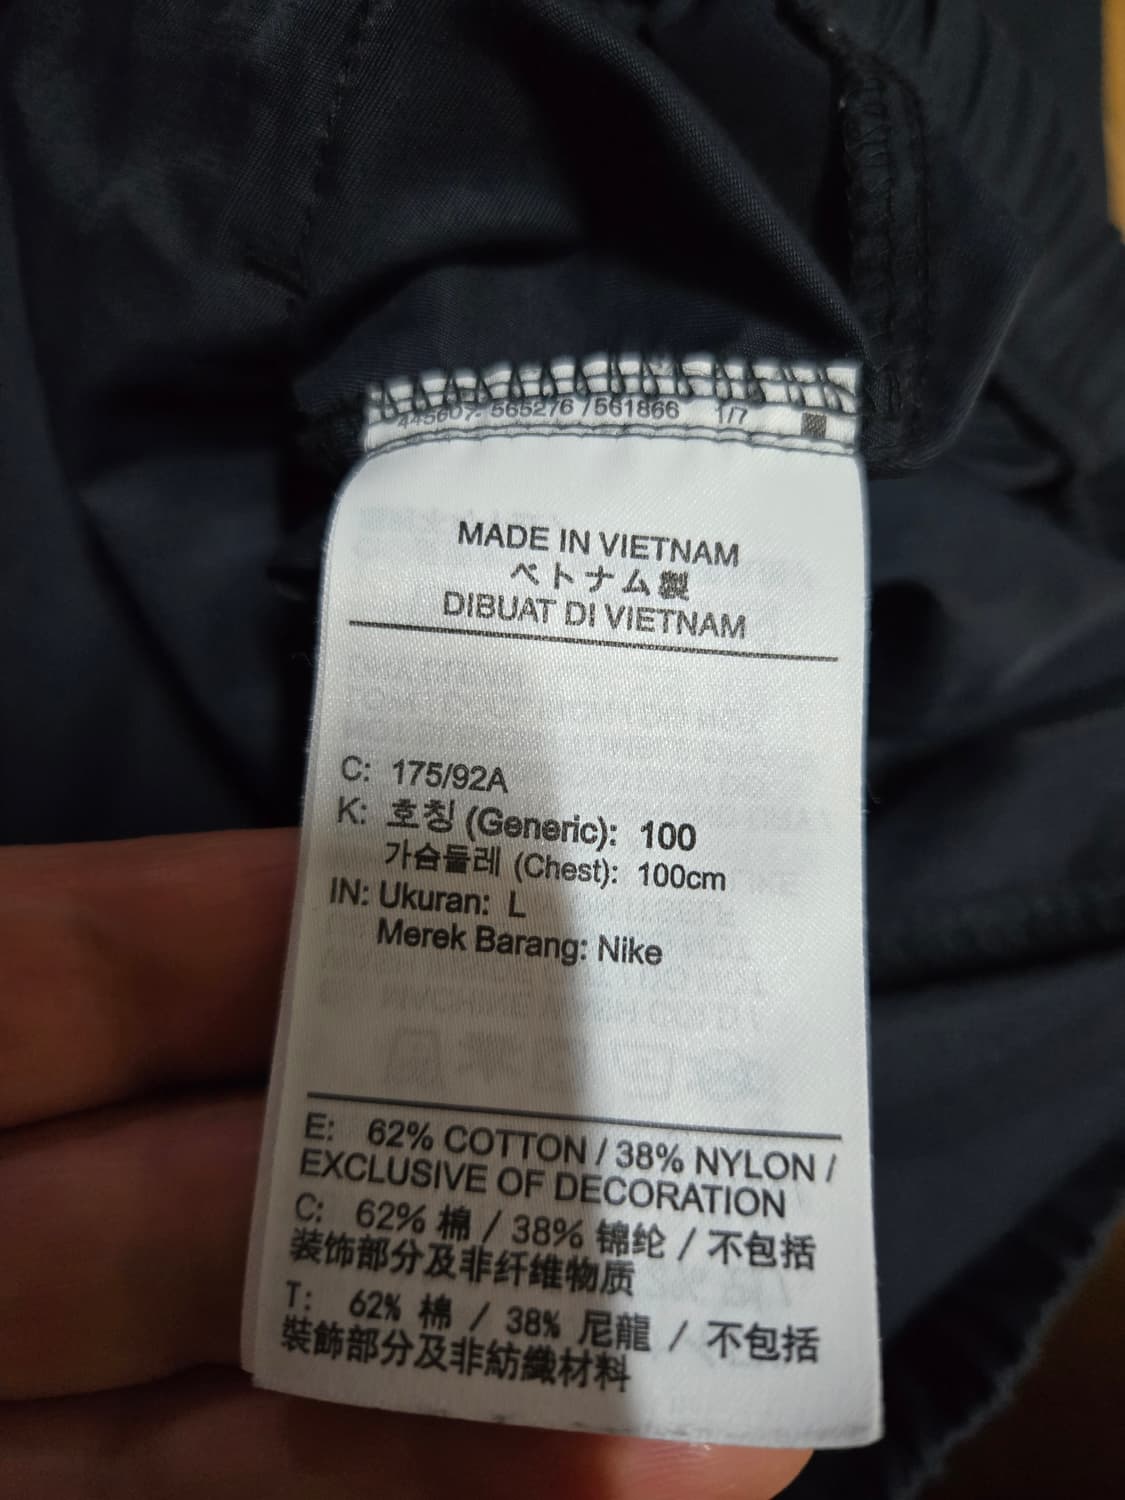 445607- 565276 /561866 1/7
MADE IN VIETNAM
ベトナム製
DIBUAT DI VIETNAM
C: 175/92A
K: 호칭 (Generic): 100
가슴둘레 (Chest): 100cm
IN: Ukuran: L
Merek Barang: Nike
E: 62% COTTON / 38% NYLON /
EXCLUSIVE OF DECORATION
C: 62% 棉 / 38% 锦纶 / 不包括
装饰部分及非纤维物质
T: 62% 棉 / 38% 尼龍 / 不包括
裝飾部分及非紡織材料